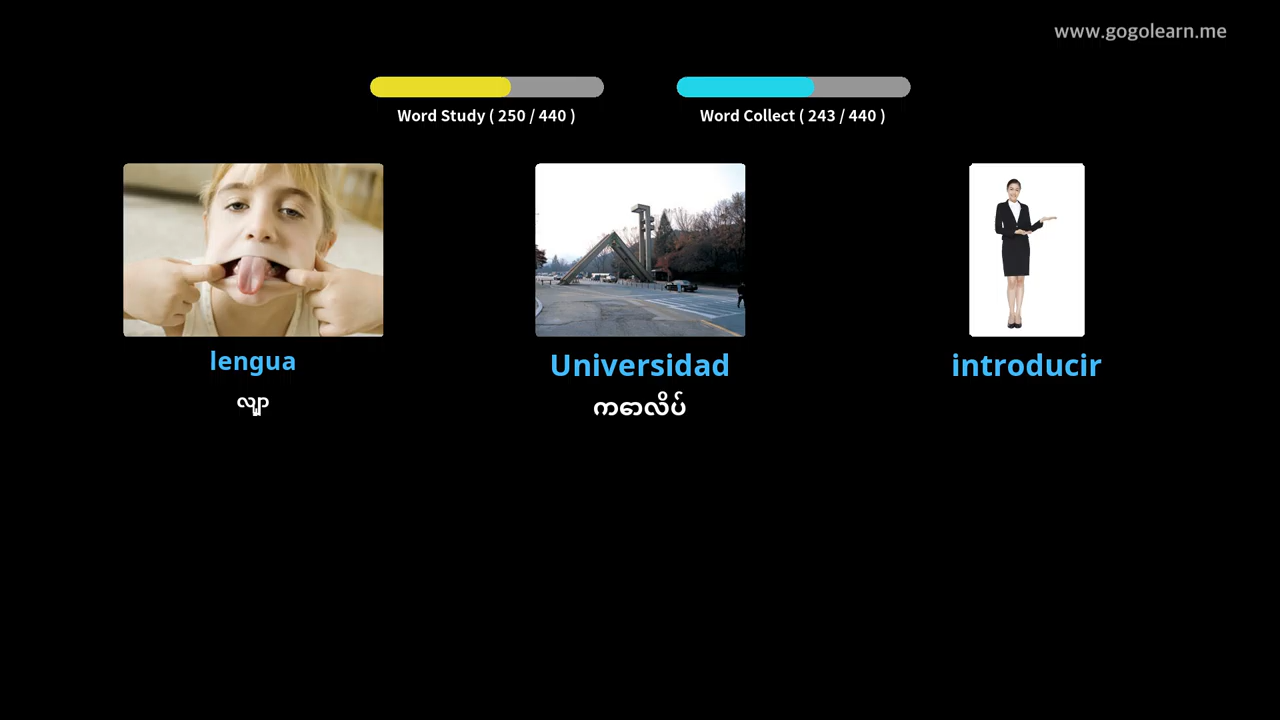 www.gogolearn.me
Word Study ( 250 / 440 )
Word Collect ( 243 / 440 )
lengua
လျှာ
Universidad
ကောလိပ်
introducir